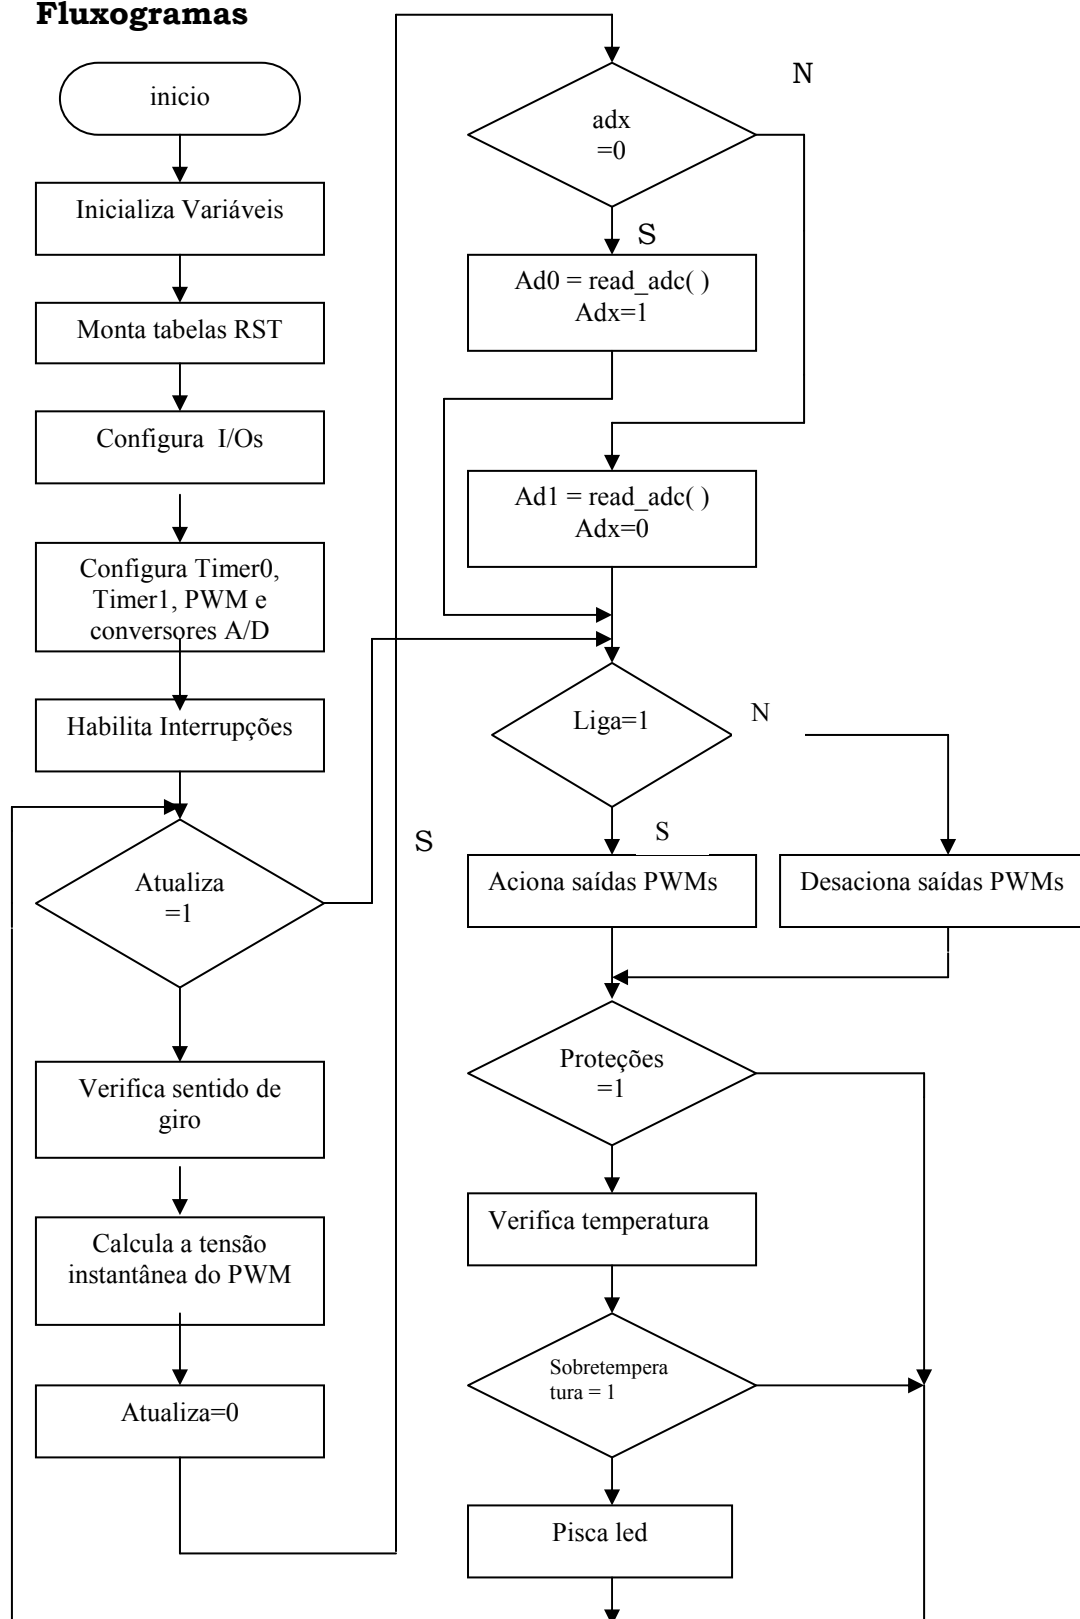 Fluxogramas
inicio
Inicializa Variáveis
Monta tabelas RST
Configura I/Os
Configura Timer0,
Timer1, PWM e
conversores A/D
Habilita Interrupções
Atualiza
=1
S
Verifica sentido de
giro
Calcula a tensão
instantânea do PWM
Atualiza=0
adx
=0
N
S
Ad0 = read_adc( )
Adx=1
Ad1 = read_adc( )
Adx=0
Liga=1
N
S
Aciona saídas PWMs
Desaciona saídas PWMs
Proteções
=1
Verifica temperatura
Sobretempera
tura = 1
Pisca led